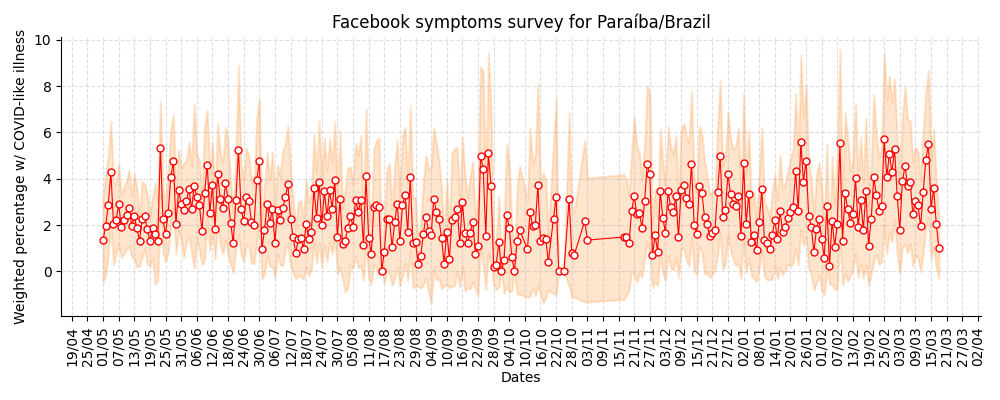 Facebook symptoms survey for Paraíba/Brazil
Weighted percentage w/ COVID-like illness
10
8
6
4
2
0
19/04 25/04 01/05 07/05 13/05 19/05 25/05 31/05 06/06 12/06 18/06 24/06 30/06 06/07 12/07 18/07 24/07 30/07 05/08 11/08 17/08 23/08 29/08 04/09 10/09 16/09 22/09 28/09 04/10 10/10 16/10 22/10 28/10 03/11 09/11 15/11 21/11 27/11 03/12 09/12 15/12 21/12 27/12 02/01 08/01 14/01 20/01 26/01 01/02 07/02 13/02 19/02 25/02 03/03 09/03 15/03 21/03 27/03 02/04
Dates